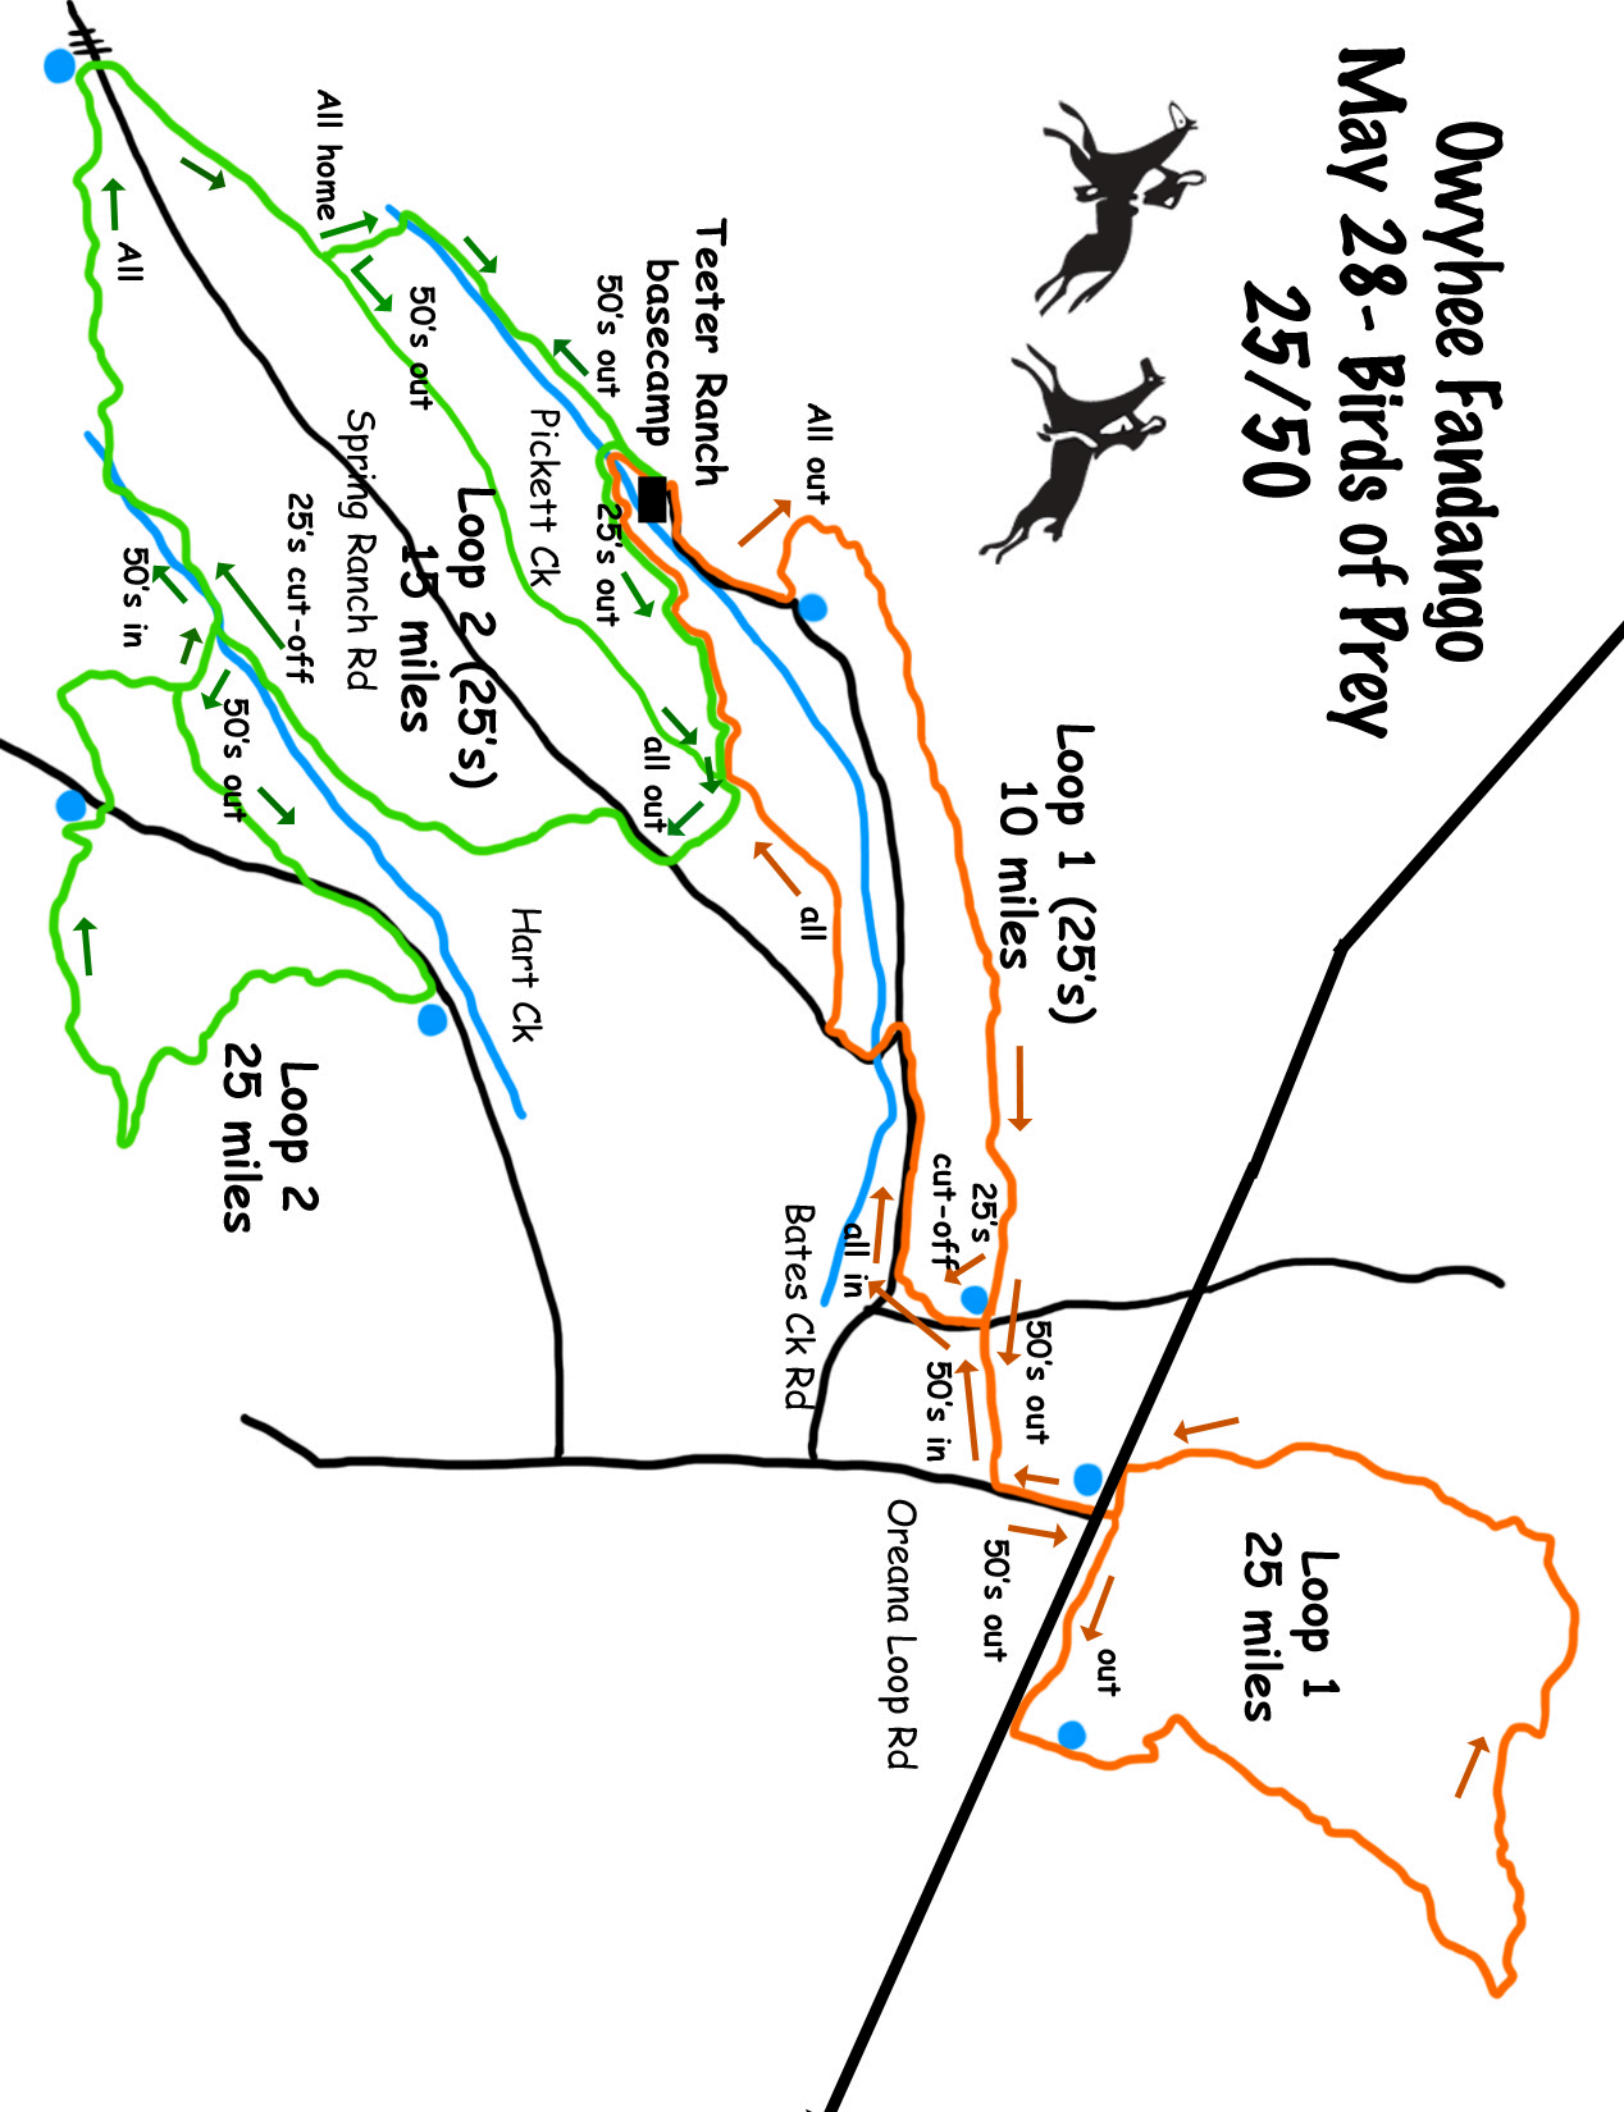 Owyhee Fandango
May 28- Birds of Prey
25/50
All out
Teeter Ranch
basecamp
50's out
25's out
Pickett Ck
All home
50's out
All
Loop 2 (25's)
15 miles
Spring Ranch Rd
25's cut-off
50's in
50's out
all out
all
Loop 1 (25's)
10 miles
Hart Ck
Loop 2
25 miles
25's
cut-off
all in
Bates Ck Rd
50's out
50's in
Oreana Loop Rd
50's out
out
Loop 1
25 miles